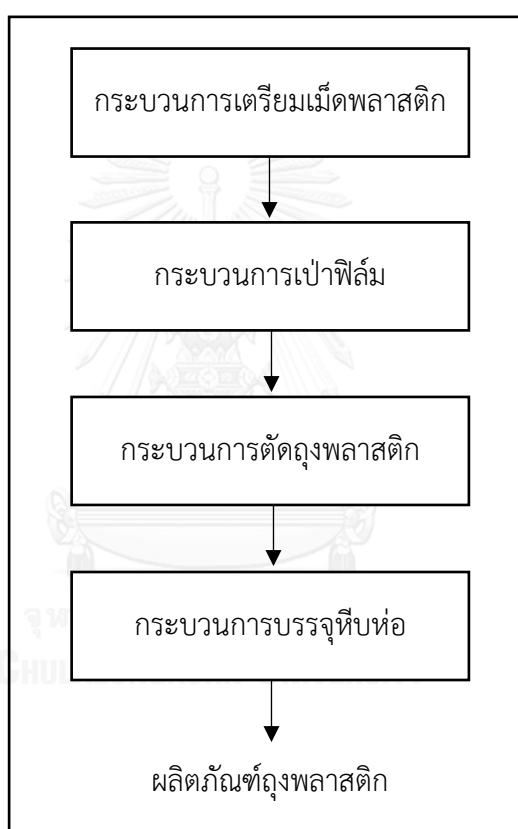 กระบวนการเตรียมเม็ดพลาสติก
กระบวนการเป่าฟิล์ม
กระบวนการตัดถุงพลาสติก
กระบวนการบรรจุหีบห่อ
ผลิตภัณฑ์ถุงพลาสติก